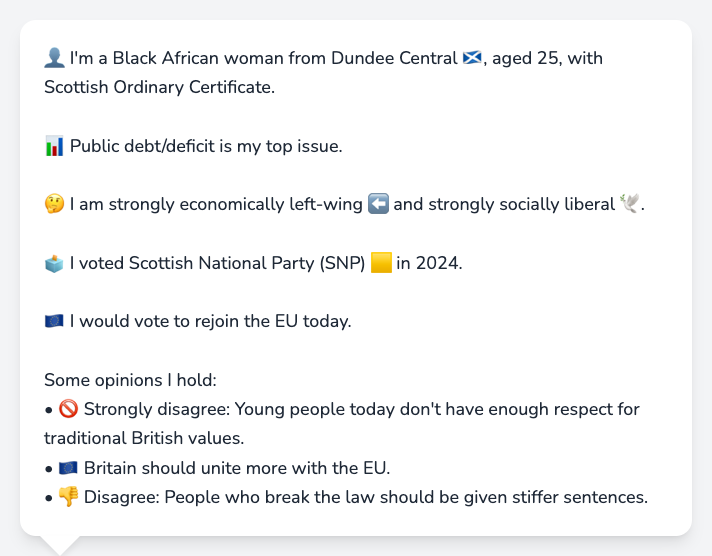 👤 I'm a Black African woman from Dundee Central 🏴󠁧󠁢󠁳󠁣󠁴󠁿, aged 25, with
Scottish Ordinary Certificate.
📊 Public debt/deficit is my top issue.
🤔 I am strongly economically left-wing ⬅️ and strongly socially liberal 🕊️.
🗳️ I voted Scottish National Party (SNP) 🟨 in 2024.
🇪🇺 I would vote to rejoin the EU today.
Some opinions I hold:
• 🚫 Strongly disagree: Young people today don't have enough respect for
traditional British values.
• 🇪🇺 Britain should unite more with the EU.
• 👎 Disagree: People who break the law should be given stiffer sentences.